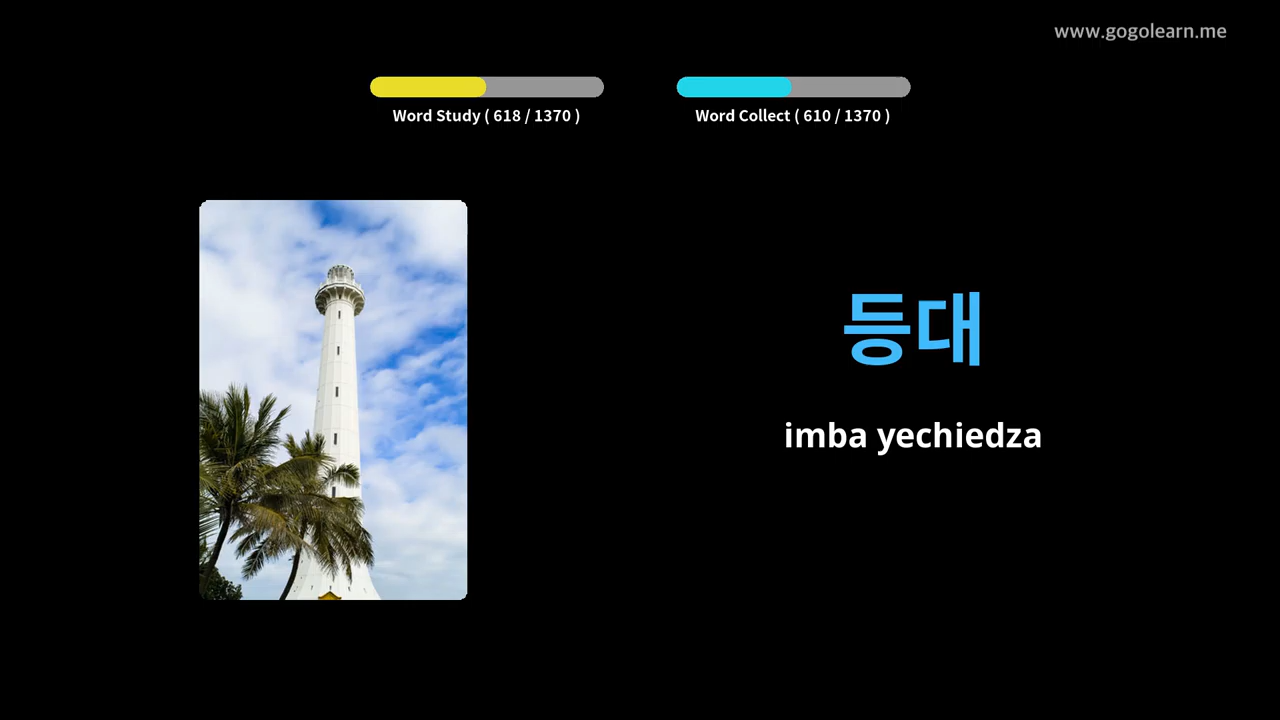 www.gogolearn.me
Word Study ( 618 / 1370 )
Word Collect ( 610 / 1370 )
등대
imba yechiedza